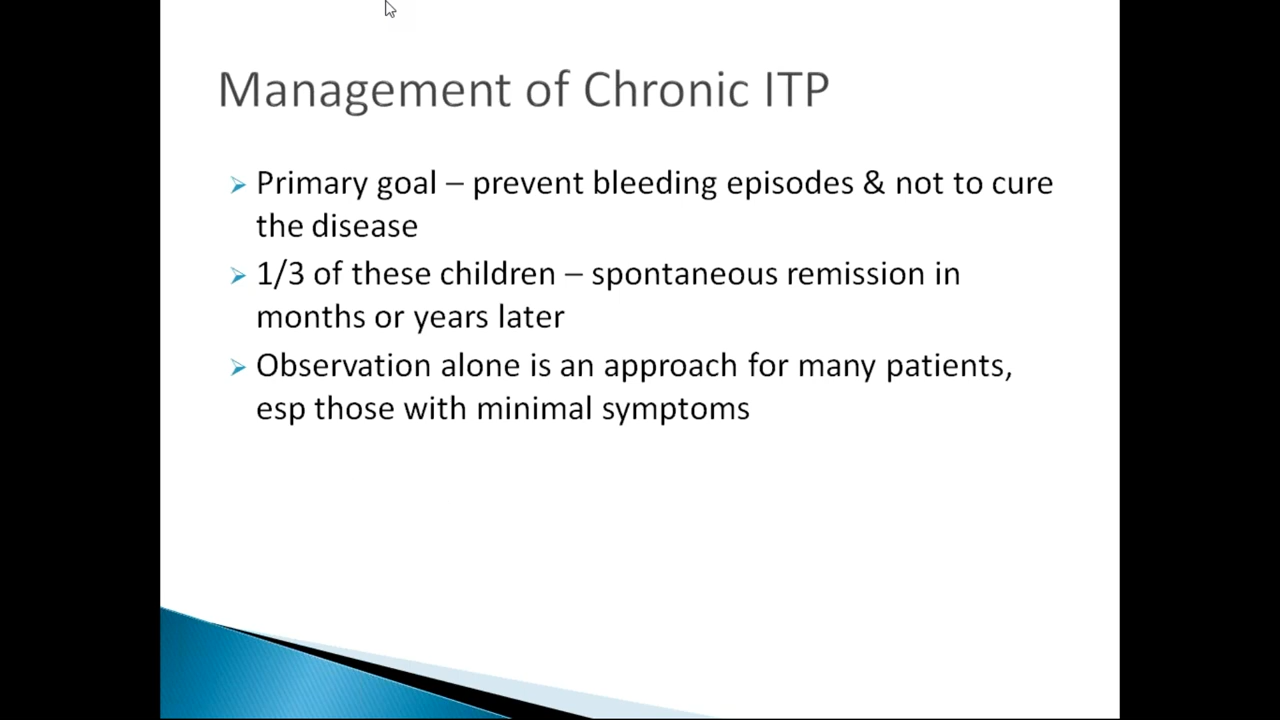 Management of Chronic ITP
Primary goal – prevent bleeding episodes & not to cure
the disease
1/3 of these children – spontaneous remission in
months or years later
Observation alone is an approach for many patients,
esp those with minimal symptoms